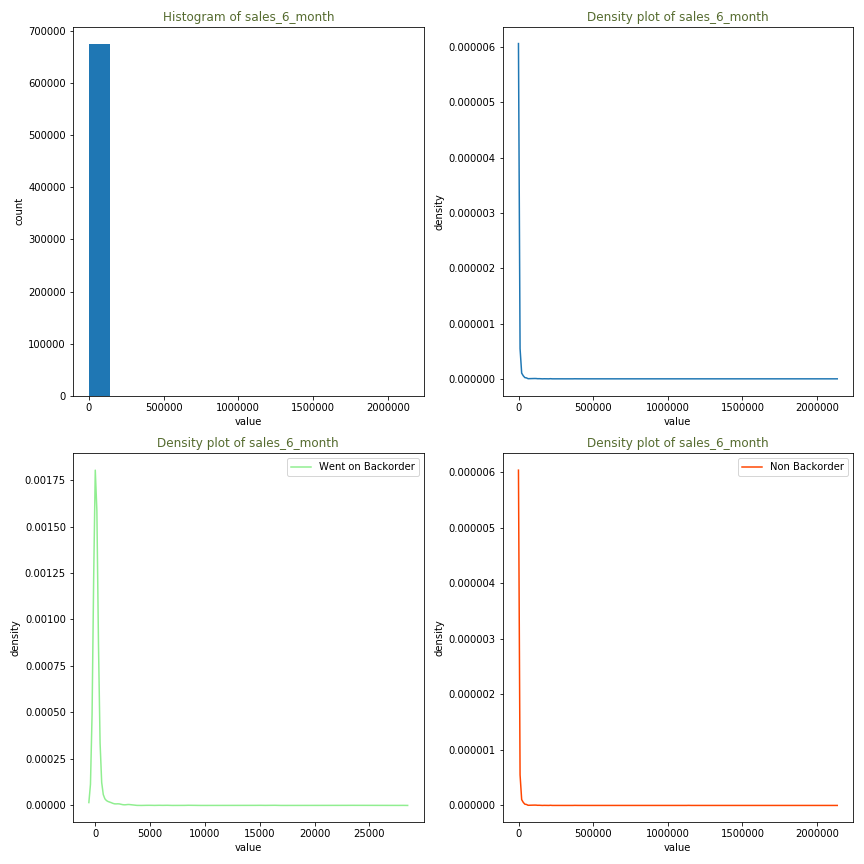 Histogram of sales_6_month
700000
600000
500000
400000
300000
200000
100000
0
count
0 500000 1000000 1500000 2000000
value
Density plot of sales_6_month
0.000006
0.000005
0.000004
0.000003
0.000002
0.000001
0.000000
density
0 500000 1000000 1500000 2000000
value
Density plot of sales_6_month
Went on Backorder
0.00175
0.00150
0.00125
0.00100
0.00075
0.00050
0.00025
0.00000
density
0 5000 10000 15000 20000 25000
value
Density plot of sales_6_month
Non Backorder
0.000006
0.000005
0.000004
0.000003
0.000002
0.000001
0.000000
density
0 500000 1000000 1500000 2000000
value